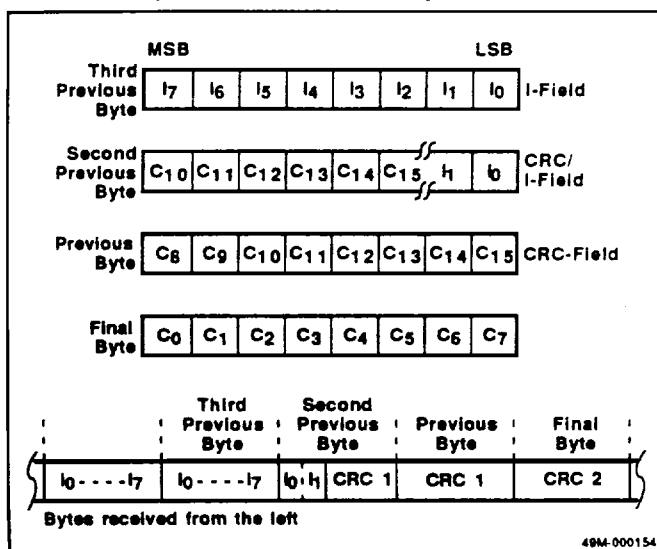 MSB LSB
Third Previous Byte I7 I6 I5 I4 I3 I2 I1 I0 I-Field
Second Previous Byte C10 C11 C12 C13 C14 C15 I1 I0 CRC/ I-Field
Previous Byte C8 C9 C10 C11 C12 C13 C14 C15 CRC-Field
Final Byte C0 C1 C2 C3 C4 C5 C6 C7
Third Previous Byte Second Previous Byte Previous Byte Final Byte
I0 - - - - I7 I0 - - - - I7 I0 I1 CRC 1 CRC 1 CRC 2
Bytes received from the left
49M-000154